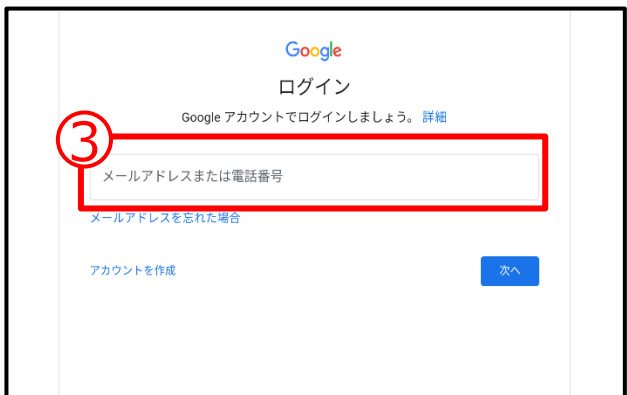 Google
ログイン
Google アカウントでログインしましょう。 詳細
③
メールアドレスまたは電話番号
メールアドレスを忘れた場合
アカウントを作成
次へ